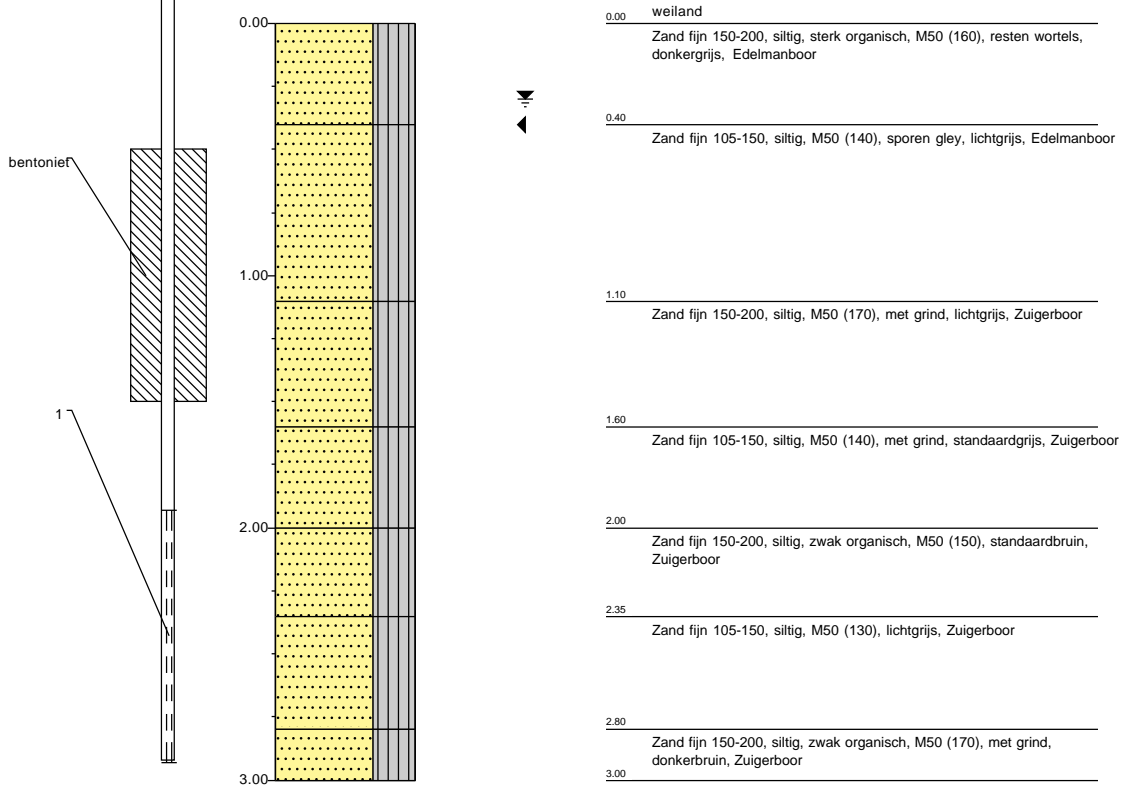 bentoniet
1
0.00
1.00
2.00
3.00
0.00
weiland
Zand fijn 150-200, siltig, sterk organisch, M50 (160), resten wortels,
donkergrijs, Edelmanboor
0.40
Zand fijn 105-150, siltig, M50 (140), sporen gley, lichtgrijs, Edelmanboor
1.10
Zand fijn 150-200, siltig, M50 (170), met grind, lichtgrijs, Zuigerboor
1.60
Zand fijn 105-150, siltig, M50 (140), met grind, standaardgrijs, Zuigerboor
2.00
Zand fijn 150-200, siltig, zwak organisch, M50 (150), standaardbruin,
Zuigerboor
2.35
Zand fijn 105-150, siltig, M50 (130), lichtgrijs, Zuigerboor
2.80
Zand fijn 150-200, siltig, zwak organisch, M50 (170), met grind,
donkerbruin, Zuigerboor
3.00